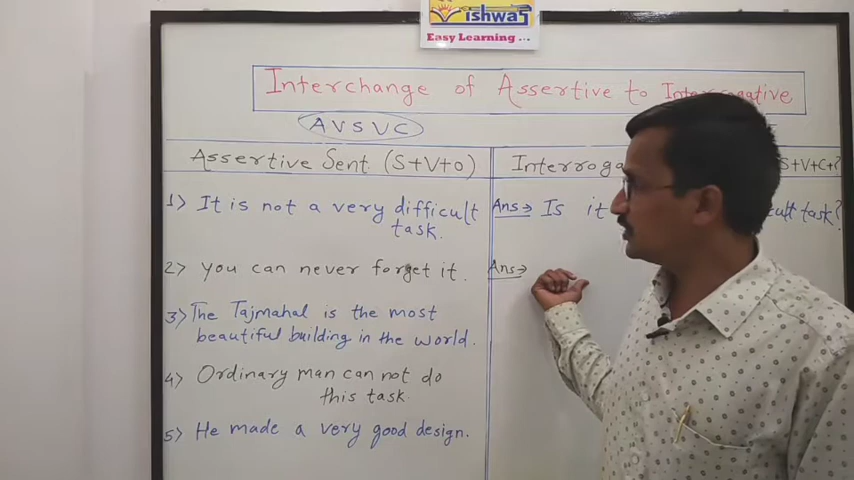 Vishwas
Easy Learning ...
Interchange of Assertive to
AVSVC
Assertive Sent. (S+V+O)
S+V+C+?
1) It is not a very difficult
task.
Ans→ Is it task?
2) you can never forget it.
Ans→
3) The Tajmahal is the most
beautiful building in the world.
4) Ordinary man can not do
this task.
5) He made a very good design.